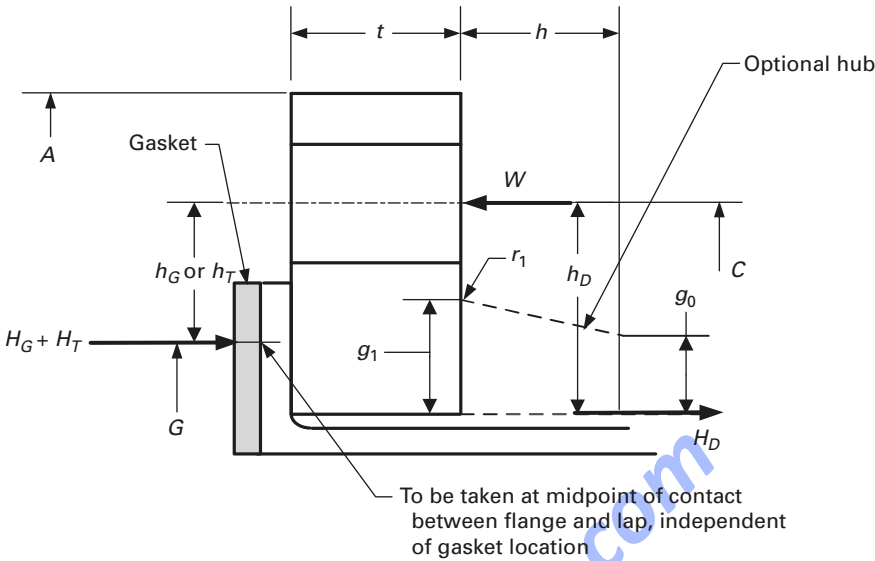 t
h
Optional hub
A
Gasket
W
r1
hG or hT
hD
C
g0
HG + HT
g1
G
HD
To be taken at midpoint of contact
between flange and lap, independent
of gasket location
com